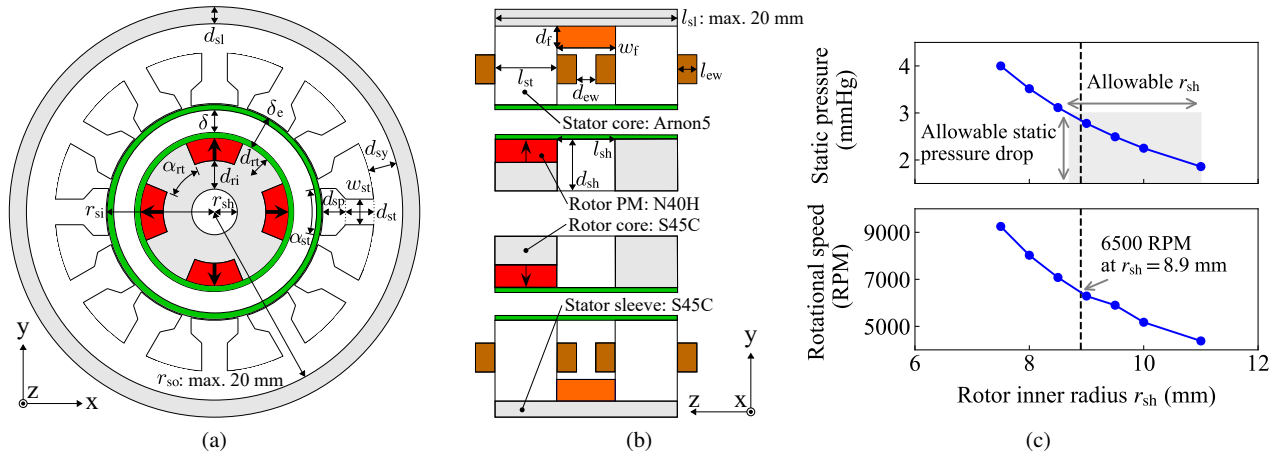 d_sl
δ
δ_e
α_rt
d_rt
d_ri
r_sh
r_si
d_sp
w_st
d_st
d_sy
α_st
r_so: max. 20 mm
y
z
x
(a)
l_sl: max. 20 mm
d_f
w_f
l_st
d_ew
l_ew
Stator core: Arnon5
l_sh
d_sh
Rotor PM: N40H
Rotor core: S45C
Stator sleeve: S45C
y
z
x
(b)
Static pressure
(mmHg)
4
3
2
Allowable r_sh
Allowable static
pressure drop
Rotational speed
(RPM)
9000
7000
5000
6500 RPM
at r_sh = 8.9 mm
6
8
10
12
Rotor inner radius r_sh (mm)
(c)